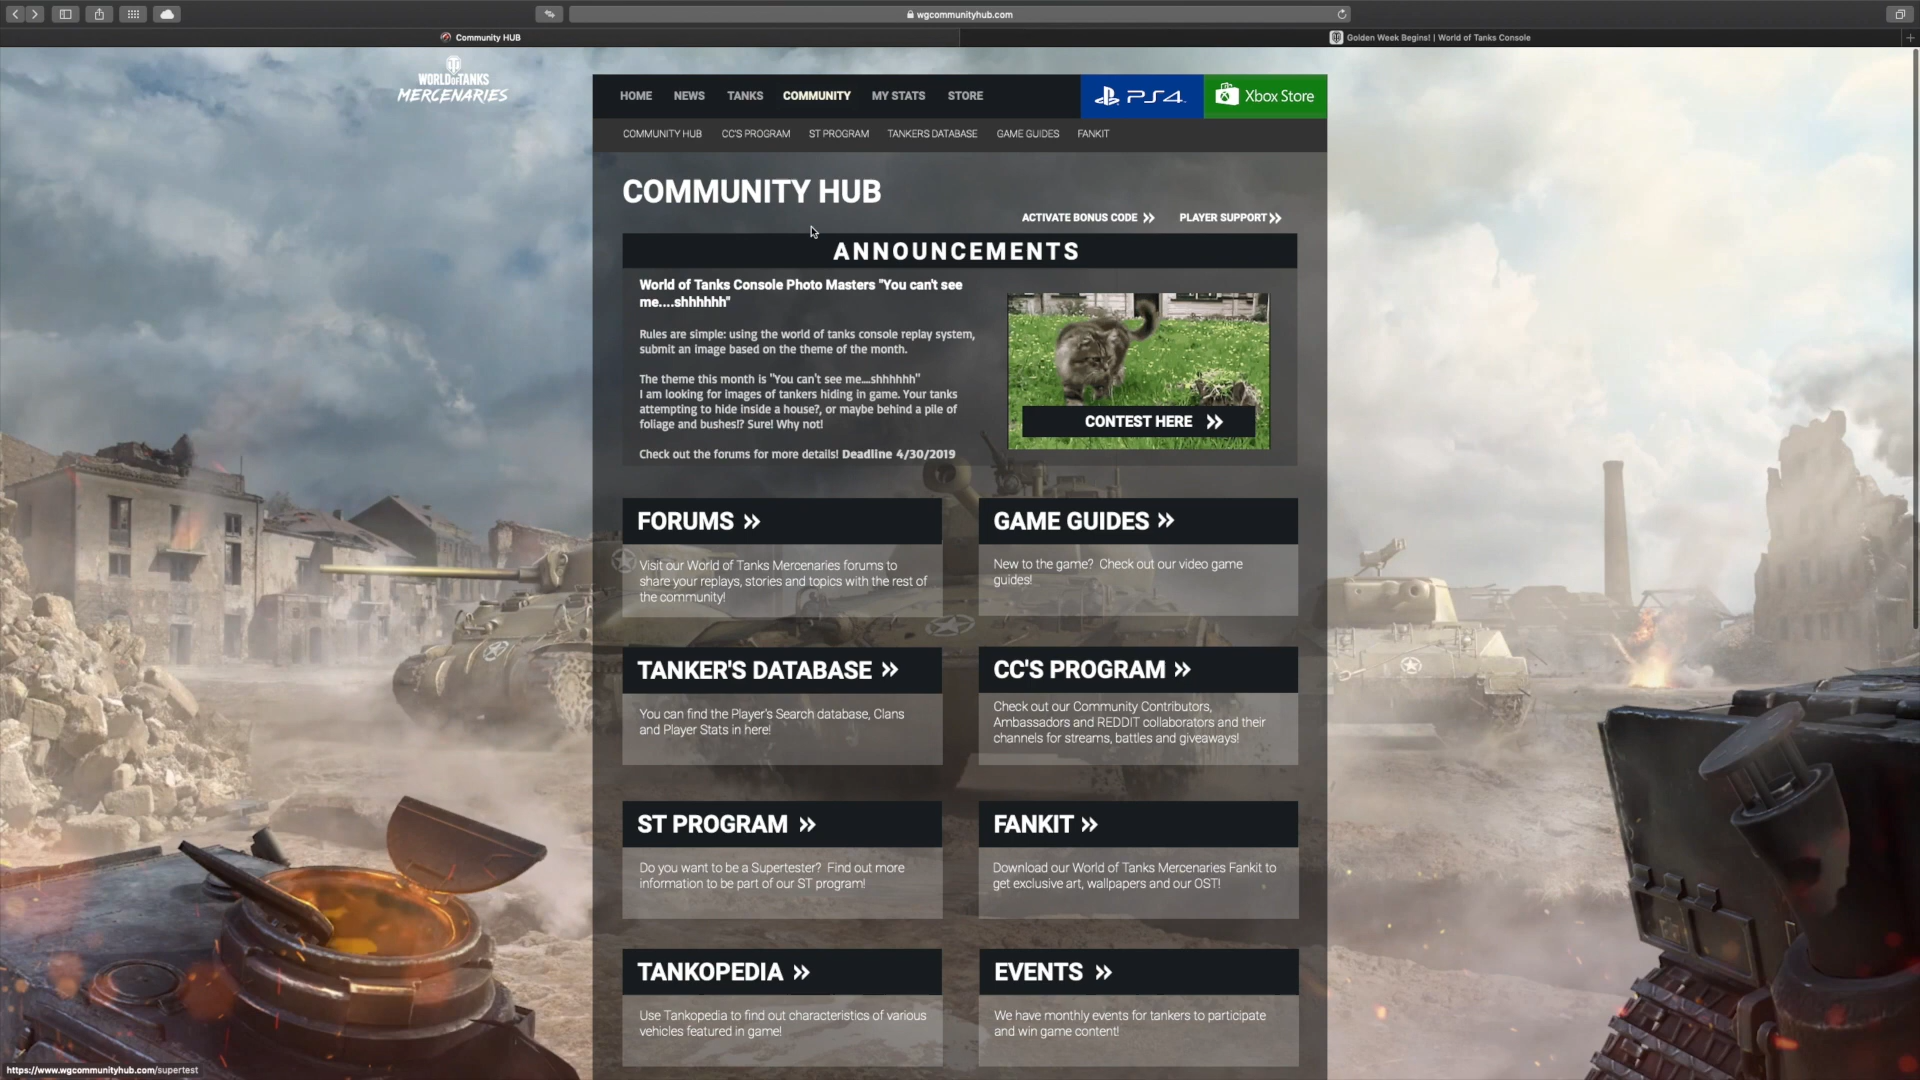 wgcommunityhub.com
Community HUB
Golden Week Begins! | World of Tanks Console
WORLD OF TANKS
MERCENARIES
HOME NEWS TANKS COMMUNITY MY STATS STORE PS4 Xbox Store
COMMUNITY HUB CC'S PROGRAM ST PROGRAM TANKERS DATABASE GAME GUIDES FANKIT
COMMUNITY HUB
ACTIVATE BONUS CODE » PLAYER SUPPORT »
ANNOUNCEMENTS
World of Tanks Console Photo Masters "You can't see
me....shhhhhh"
Rules are simple: using the world of tanks console replay system,
submit an image based on the theme of the month.
The theme this month is "You can't see me....shhhhhh"
I am looking for images of tankers hiding in game. Your tanks
attempting to hide inside a house?, or maybe behind a pile of
foliage and bushes!? Sure! Why not!
Check out the forums for more details! Deadline 4/30/2019
CONTEST HERE »
FORUMS »
Visit our World of Tanks Mercenaries forums to
share your replays, stories and topics with the rest of
the community!
GAME GUIDES »
New to the game? Check out our video game
guides!
TANKER'S DATABASE »
You can find the Player's Search database, Clans
and Player Stats in here!
CC'S PROGRAM »
Check out our Community Contributors,
Ambassadors and REDDIT collaborators and their
channels for streams, battles and giveaways!
ST PROGRAM »
Do you want to be a Supertester? Find out more
information to be part of our ST program!
FANKIT »
Download our World of Tanks Mercenaries Fankit to
get exclusive art, wallpapers and our OST!
TANKOPEDIA »
Use Tankopedia to find out characteristics of various
vehicles featured in game!
EVENTS »
We have monthly events for tankers to participate
and win game content!
https://www.wgcommunityhub.com/supertest